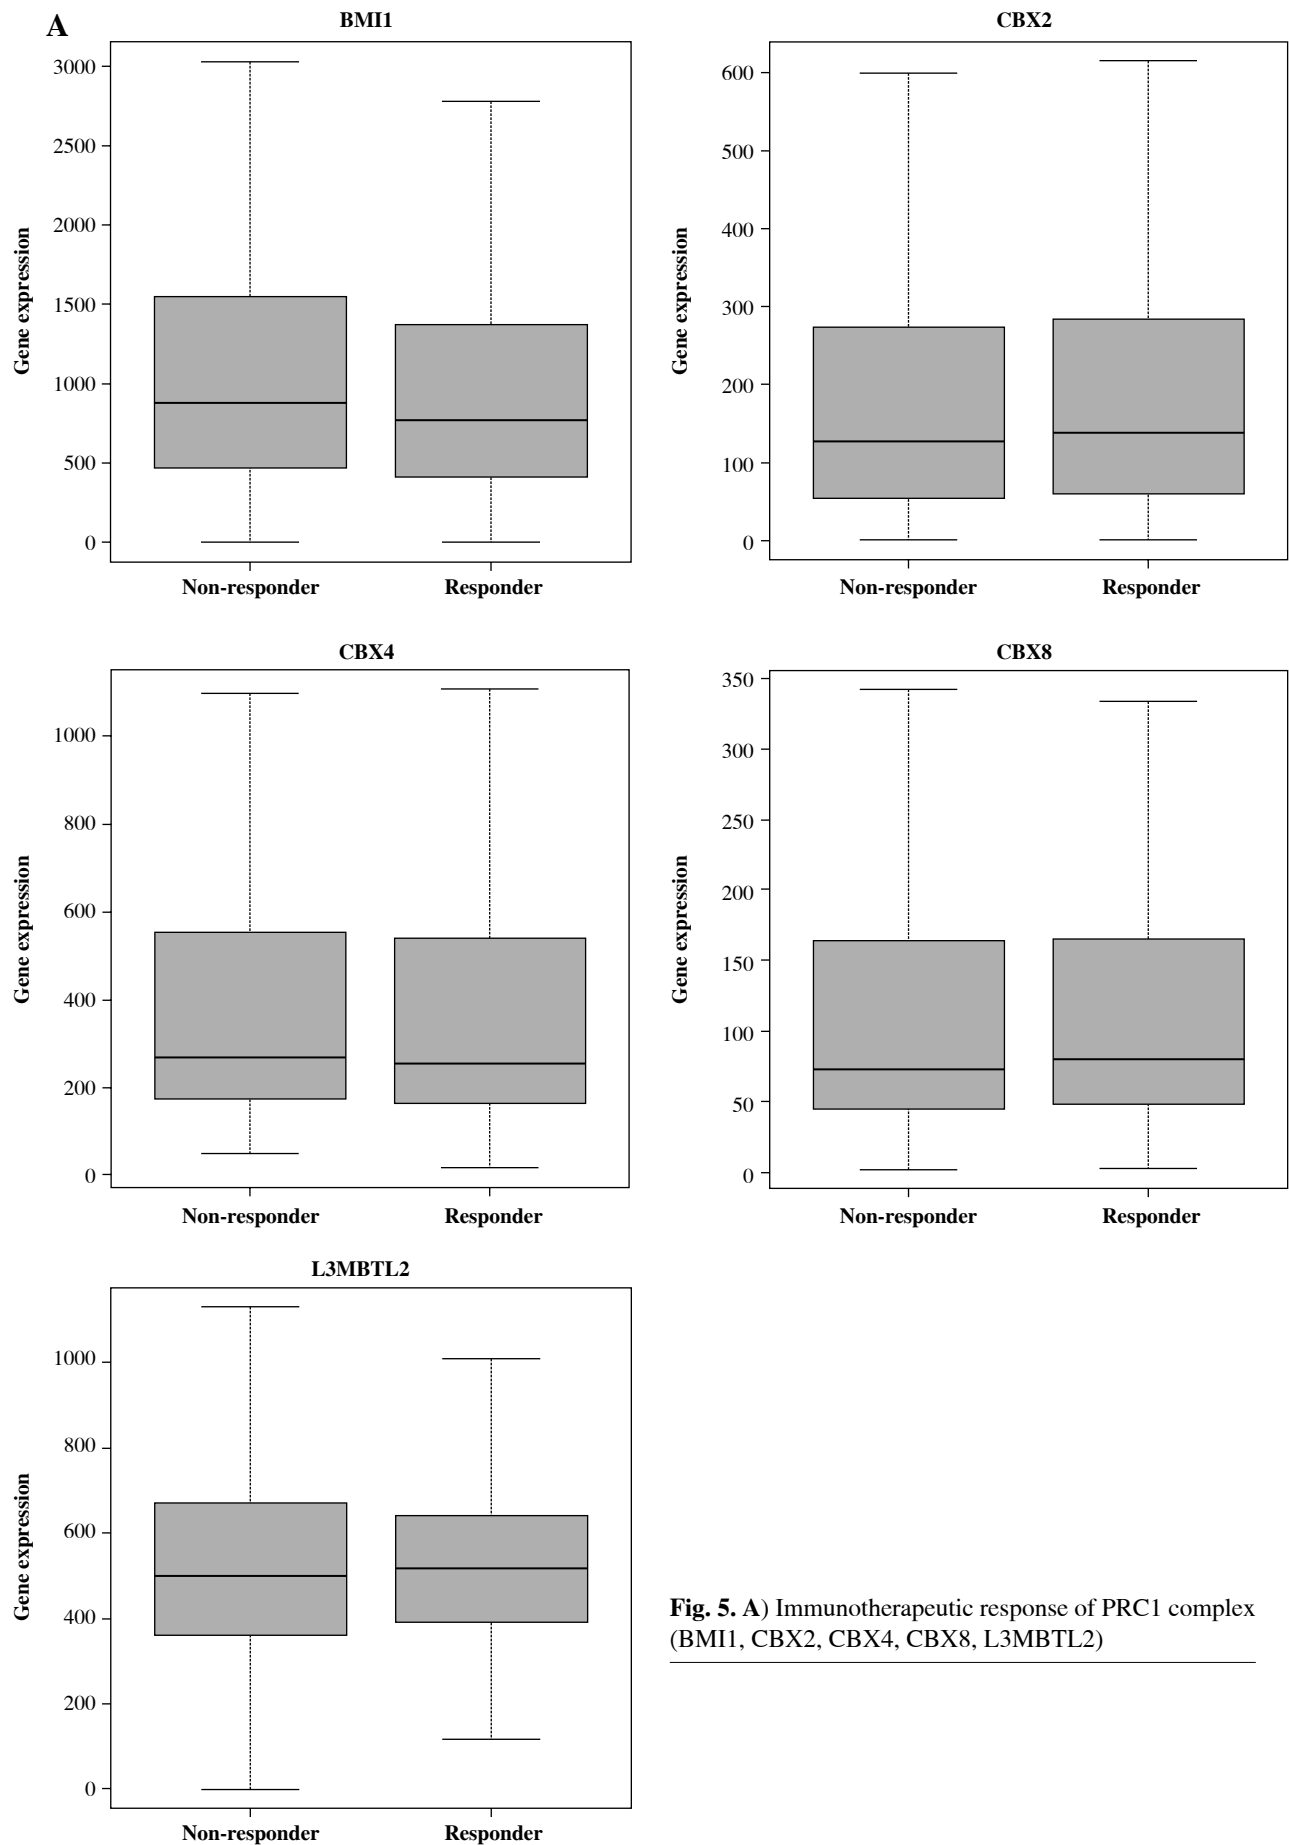 A
BMI1
Gene expression
3000
2500
2000
1500
1000
500
0
Non-responder Responder
CBX2
Gene expression
600
500
400
300
200
100
0
Non-responder Responder
CBX4
Gene expression
1000
800
600
400
200
0
Non-responder Responder
CBX8
Gene expression
350
300
250
200
150
100
50
0
Non-responder Responder
L3MBTL2
Gene expression
1000
800
600
400
200
0
Non-responder Responder
Fig. 5. A) Immunotherapeutic response of PRC1 complex
(BMI1, CBX2, CBX4, CBX8, L3MBTL2)